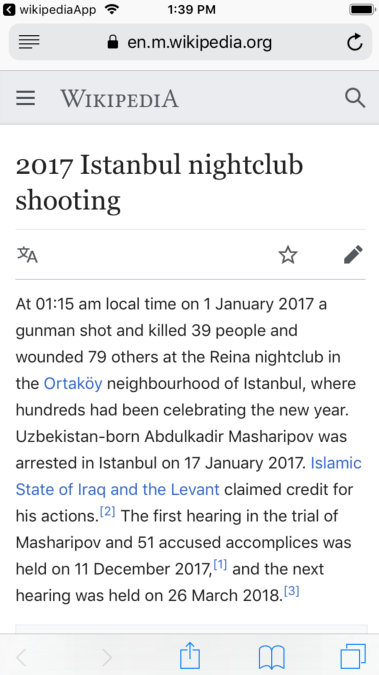 wikipediaApp 1:39 PM
en.m.wikipedia.org
WIKIPEDIA
2017 Istanbul nightclub
shooting
At 01:15 am local time on 1 January 2017 a
gunman shot and killed 39 people and
wounded 79 others at the Reina nightclub in
the Ortaköy neighbourhood of Istanbul, where
hundreds had been celebrating the new year.
Uzbekistan-born Abdulkadir Masharipov was
arrested in Istanbul on 17 January 2017. Islamic
State of Iraq and the Levant claimed credit for
his actions.[2] The first hearing in the trial of
Masharipov and 51 accused accomplices was
held on 11 December 2017,[1] and the next
hearing was held on 26 March 2018.[3]